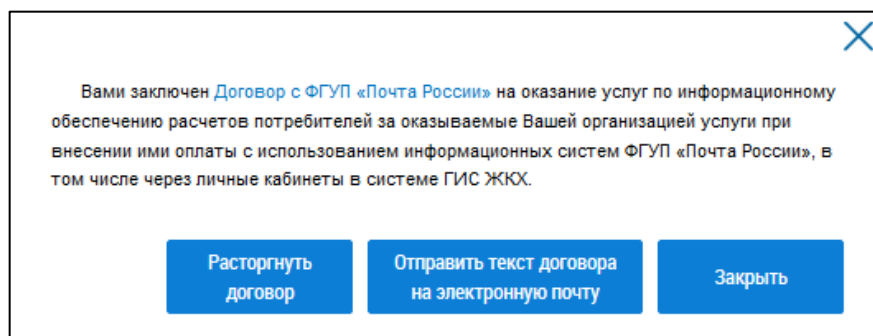 Вами заключен Договор с ФГУП «Почта России» на оказание услуг по информационному
обеспечению расчетов потребителей за оказываемые Вашей организацией услуги при
внесении ими оплаты с использованием информационных систем ФГУП «Почта России», в
том числе через личные кабинеты в системе ГИС ЖКХ.
Расторгнуть
договор
Отправить текст договора
на электронную почту
Закрыть